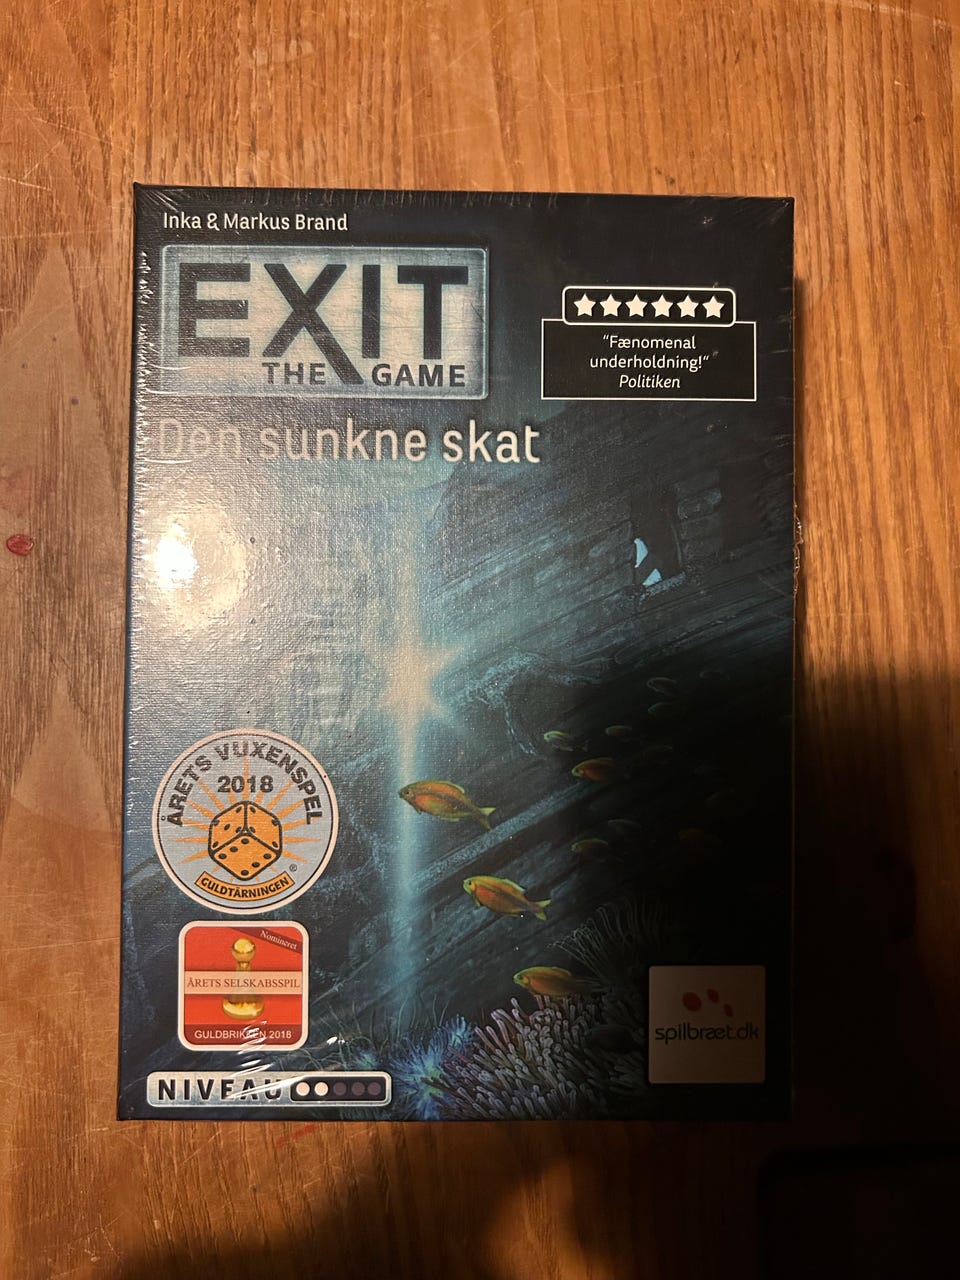 Inka & Markus Brand
EXIT
THE GAME
“Fænomenal
underholdning!“
Politiken
Den sunkne skat
ÅRETS VUXENSPEL
2018
GULDTÄRNINGEN
®
Nomineret
ÅRETS SELSKABSSPIL
GULDBRIKKEN 2018
spilbræt.dk
NIVEAU